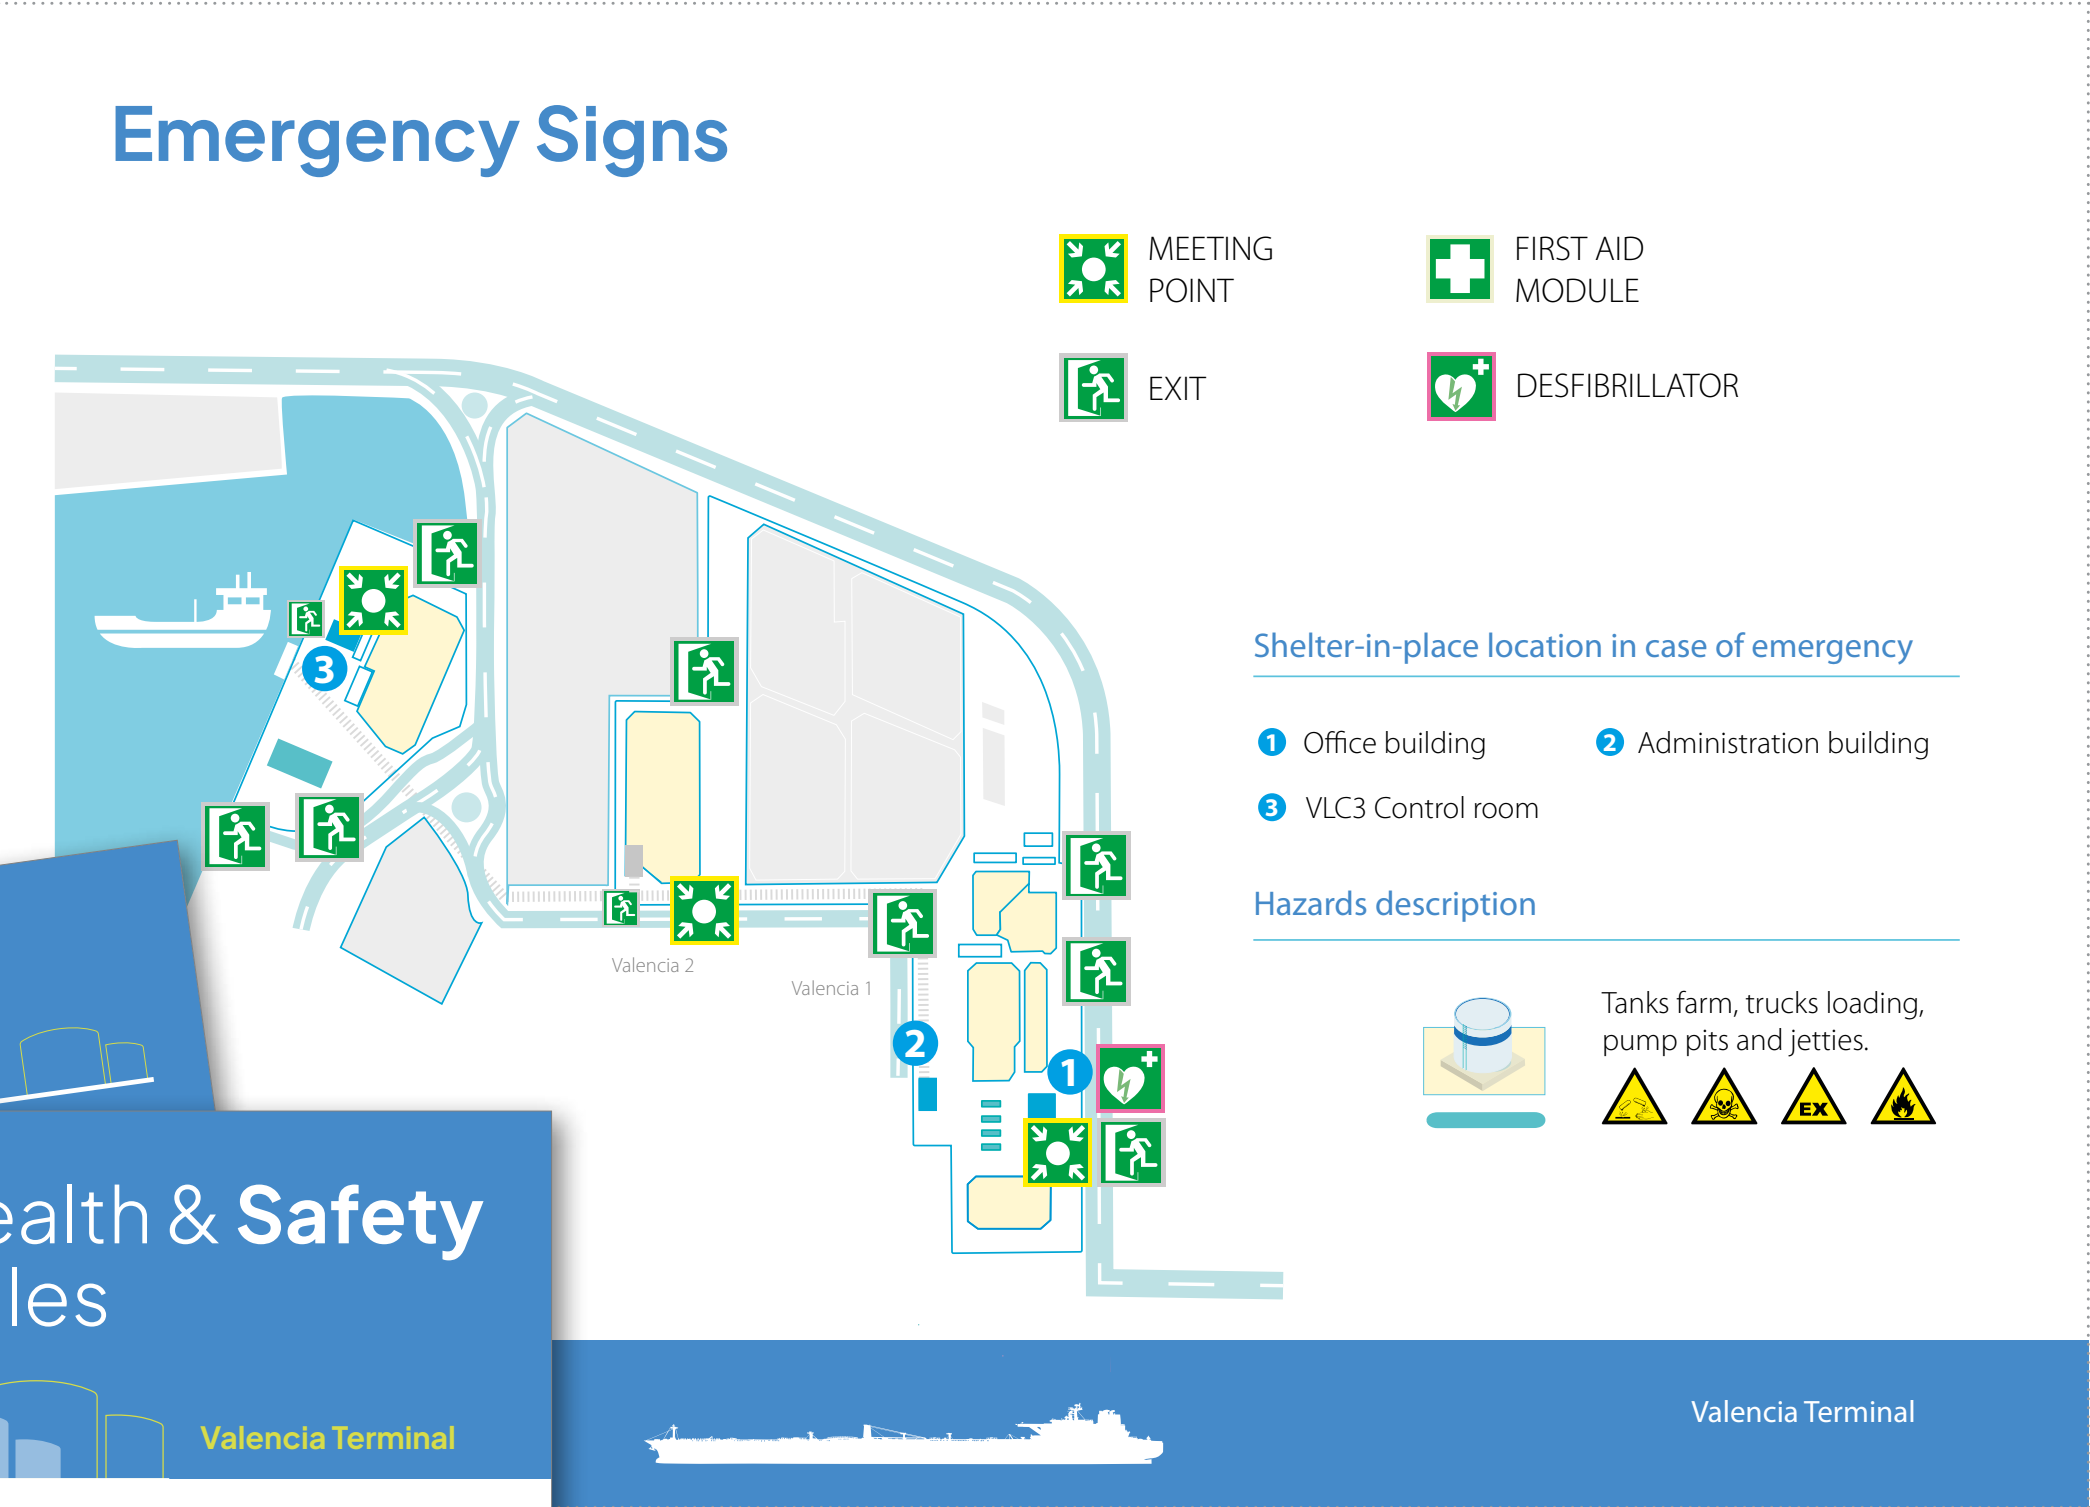 Emergency Signs
MEETING
POINT
FIRST AID
MODULE
EXIT
DESFIBRILLATOR
3
Valencia 2
Valencia 1
2
1
Shelter-in-place location in case of emergency
1 Office building
2 Administration building
3 VLC3 Control room
Hazards description
Tanks farm, trucks loading,
pump pits and jetties.
EX
ealth & Safety
les
Valencia Terminal
Valencia Terminal